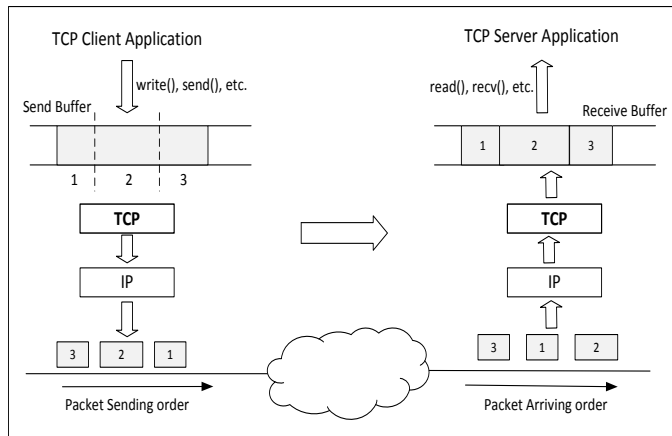 TCP Client Application
write(), send(), etc.
Send Buffer
1 2 3
TCP
IP
3 2 1
Packet Sending order
TCP Server Application
read(), recv(), etc.
Receive Buffer
1 2 3
TCP
IP
3 1 2
Packet Arriving order